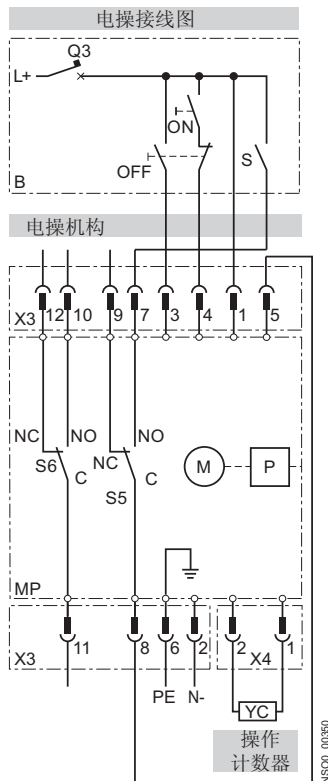 电操接线图
Q3
L+
ON
OFF
S
B
电操机构
X3 12 10 9 7 3 4 1 5
NC NO NC NO
S6 C S5 C
M P
MP
X3 11 8 6 2 2 X4 1
PE N-
YC
操作
计数器
NSO0_00350